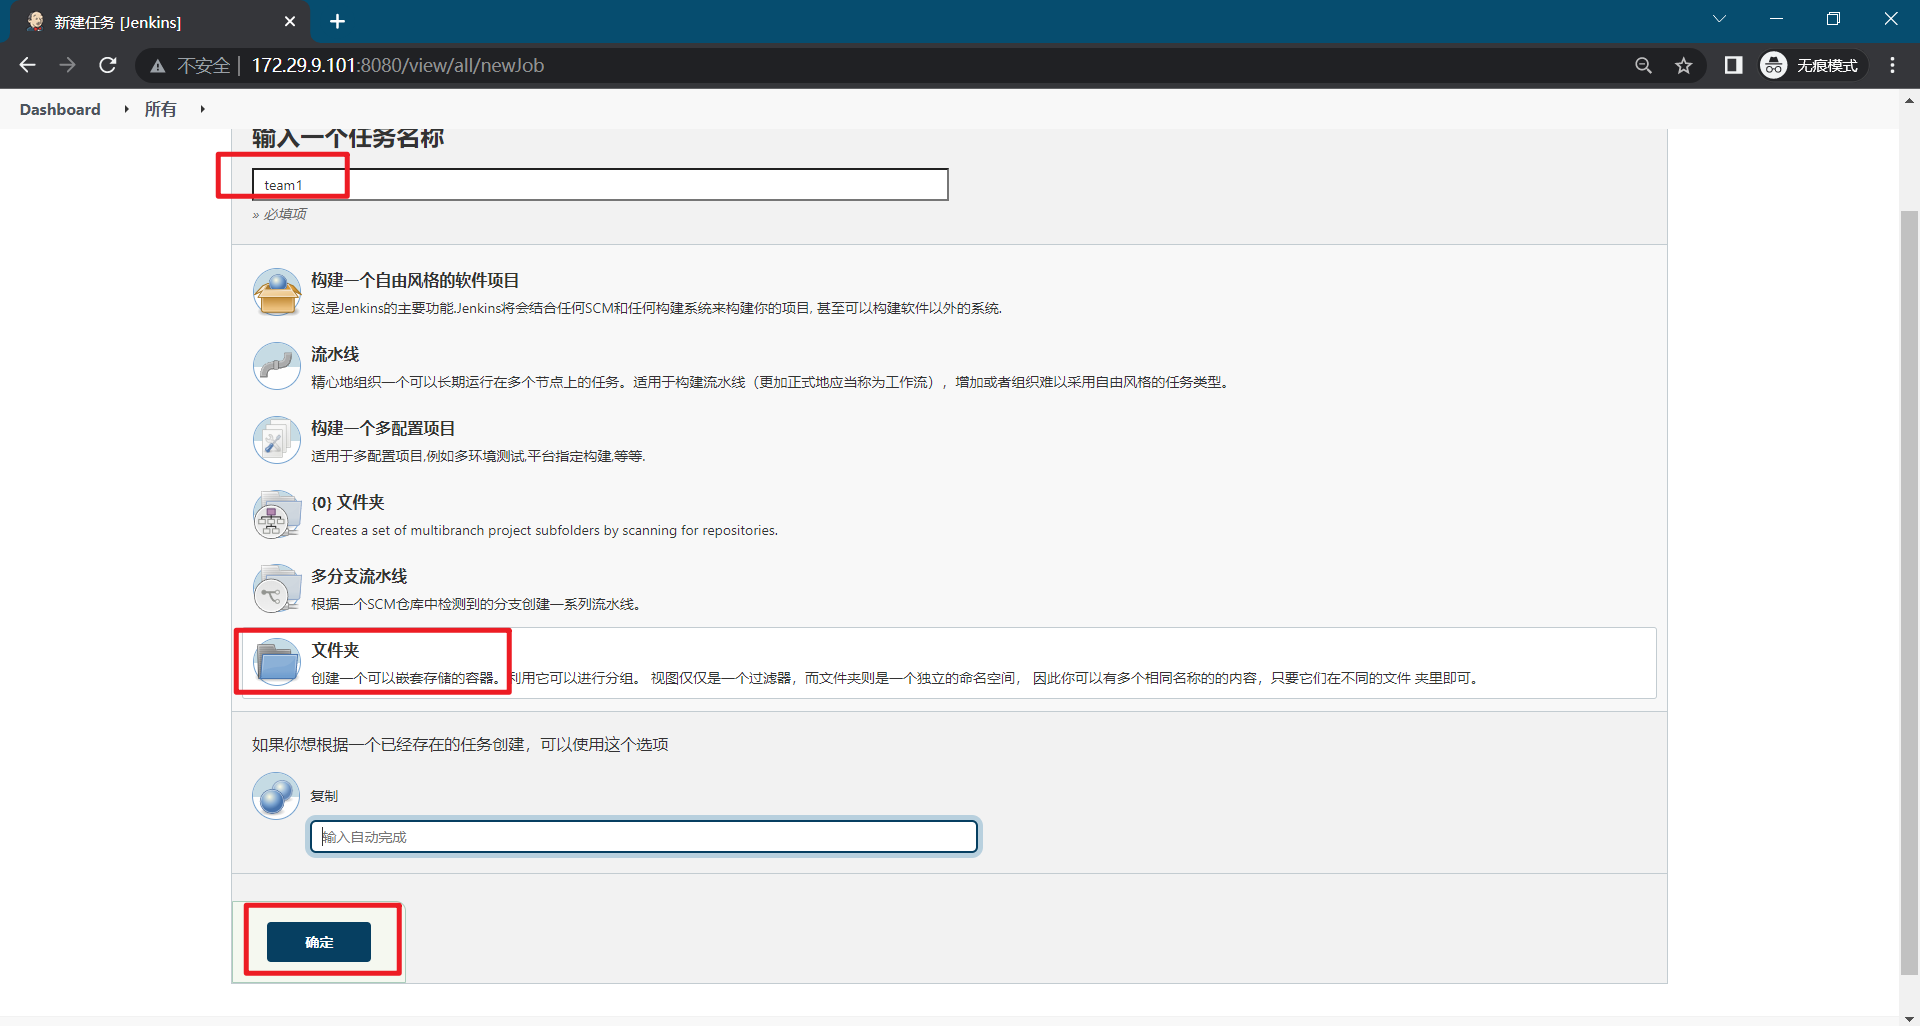 新建任务 [Jenkins]
不安全 | 172.29.9.101:8080/view/all/newJob
无痕模式
Dashboard
所有
输入一个任务名称
team1
» 必填项
构建一个自由风格的软件项目
这是Jenkins的主要功能.Jenkins将会结合任何SCM和任何构建系统来构建你的项目, 甚至可以构建软件以外的系统.
流水线
精心地组织一个可以长期运行在多个节点上的任务。适用于构建流水线（更加正式地应当称为工作流），增加或者组织难以采用自由风格的任务类型。
构建一个多配置项目
适用于多配置项目,例如多环境测试,平台指定构建,等等.
{0} 文件夹
Creates a set of multibranch project subfolders by scanning for repositories.
多分支流水线
根据一个SCM仓库中检测到的分支创建一系列流水线。
文件夹
创建一个可以嵌套存储的容器。利用它可以进行分组。 视图仅仅是一个过滤器，而文件夹则是一个独立的命名空间， 因此你可以有多个相同名称的的内容，只要它们在不同的文件 夹里即可。
如果你想根据一个已经存在的任务创建，可以使用这个选项
复制
输入自动完成
确定